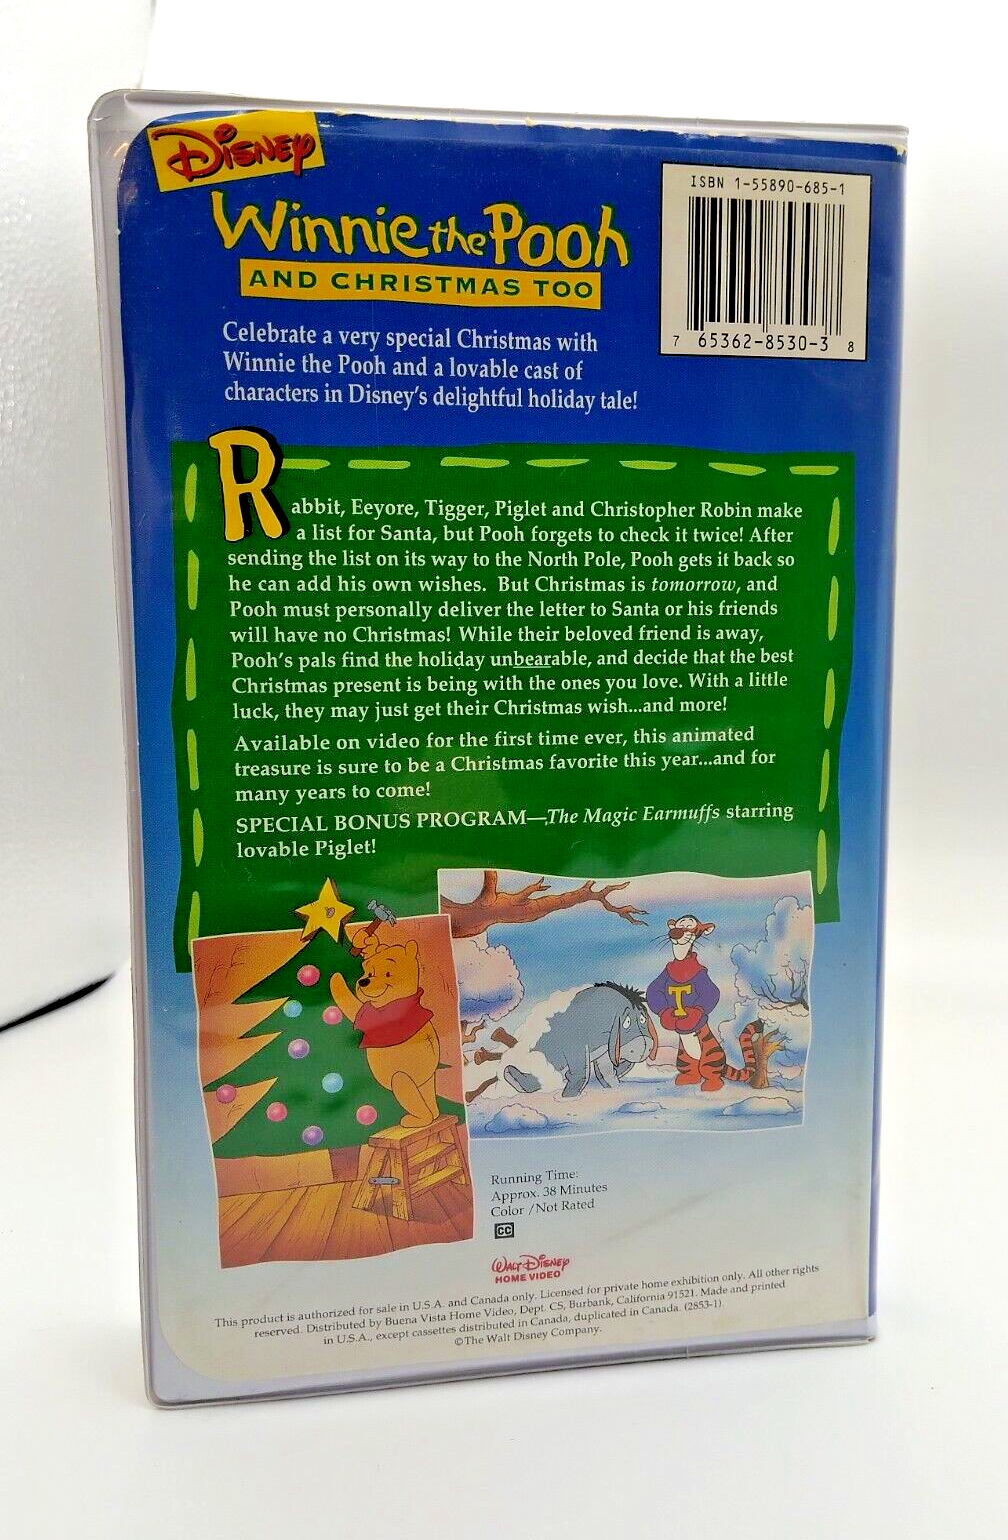 Disney
Winnie the Pooh
AND CHRISTMAS TOO
ISBN 1-55890-685-1
7 65362-8530-3 8
Celebrate a very special Christmas with
Winnie the Pooh and a lovable cast of
characters in Disney's delightful holiday tale!
Rabbit, Eeyore, Tigger, Piglet and Christopher Robin make
a list for Santa, but Pooh forgets to check it twice! After
sending the list on its way to the North Pole, Pooh gets it back so
he can add his own wishes. But Christmas is tomorrow, and
Pooh must personally deliver the letter to Santa or his friends
will have no Christmas! While their beloved friend is away,
Pooh's pals find the holiday unbearable, and decide that the best
Christmas present is being with the ones you love. With a little
luck, they may just get their Christmas wish...and more!
Available on video for the first time ever, this animated
treasure is sure to be a Christmas favorite this year...and for
many years to come!
SPECIAL BONUS PROGRAM—The Magic Earmuffs starring
lovable Piglet!
T
Running Time:
Approx. 38 Minutes
Color /Not Rated
CC
Walt Disney
HOME VIDEO
This product is authorized for sale in U.S.A. and Canada only. Licensed for private home exhibition only. All other rights
reserved. Distributed by Buena Vista Home Video, Dept. CS, Burbank, California 91521. Made and printed
in U.S.A., except cassettes distributed in Canada, duplicated in Canada. (2853-1)
©The Walt Disney Company.